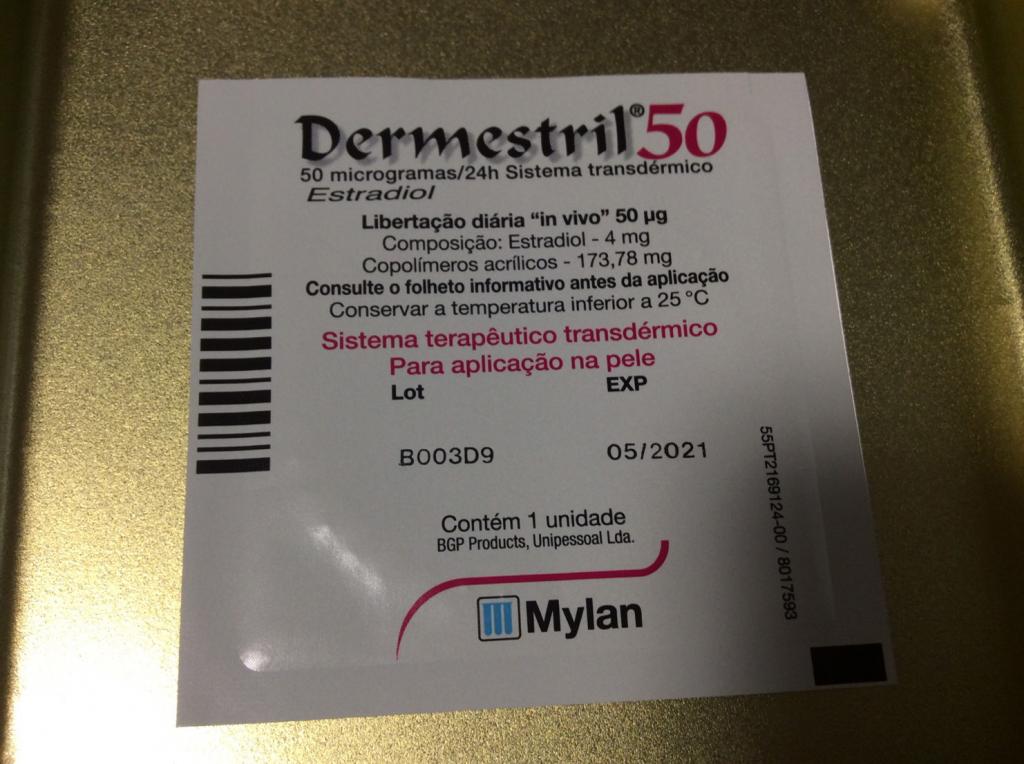 Dermestril®50
50 microgramas/24h Sistema transdérmico
Estradiol
Libertação diária “in vivo” 50 µg
Composição: Estradiol - 4 mg
Copolímeros acrílicos - 173,78 mg
Consulte o folheto informativo antes da aplicação
Conservar a temperatura inferior a 25 °C
Sistema terapêutico transdérmico
Para aplicação na pele
Lot EXP
B003D9 05/2021
Contém 1 unidade
BGP Products, Unipessoal Lda.
Mylan
55PT2169124-00 / 8017593